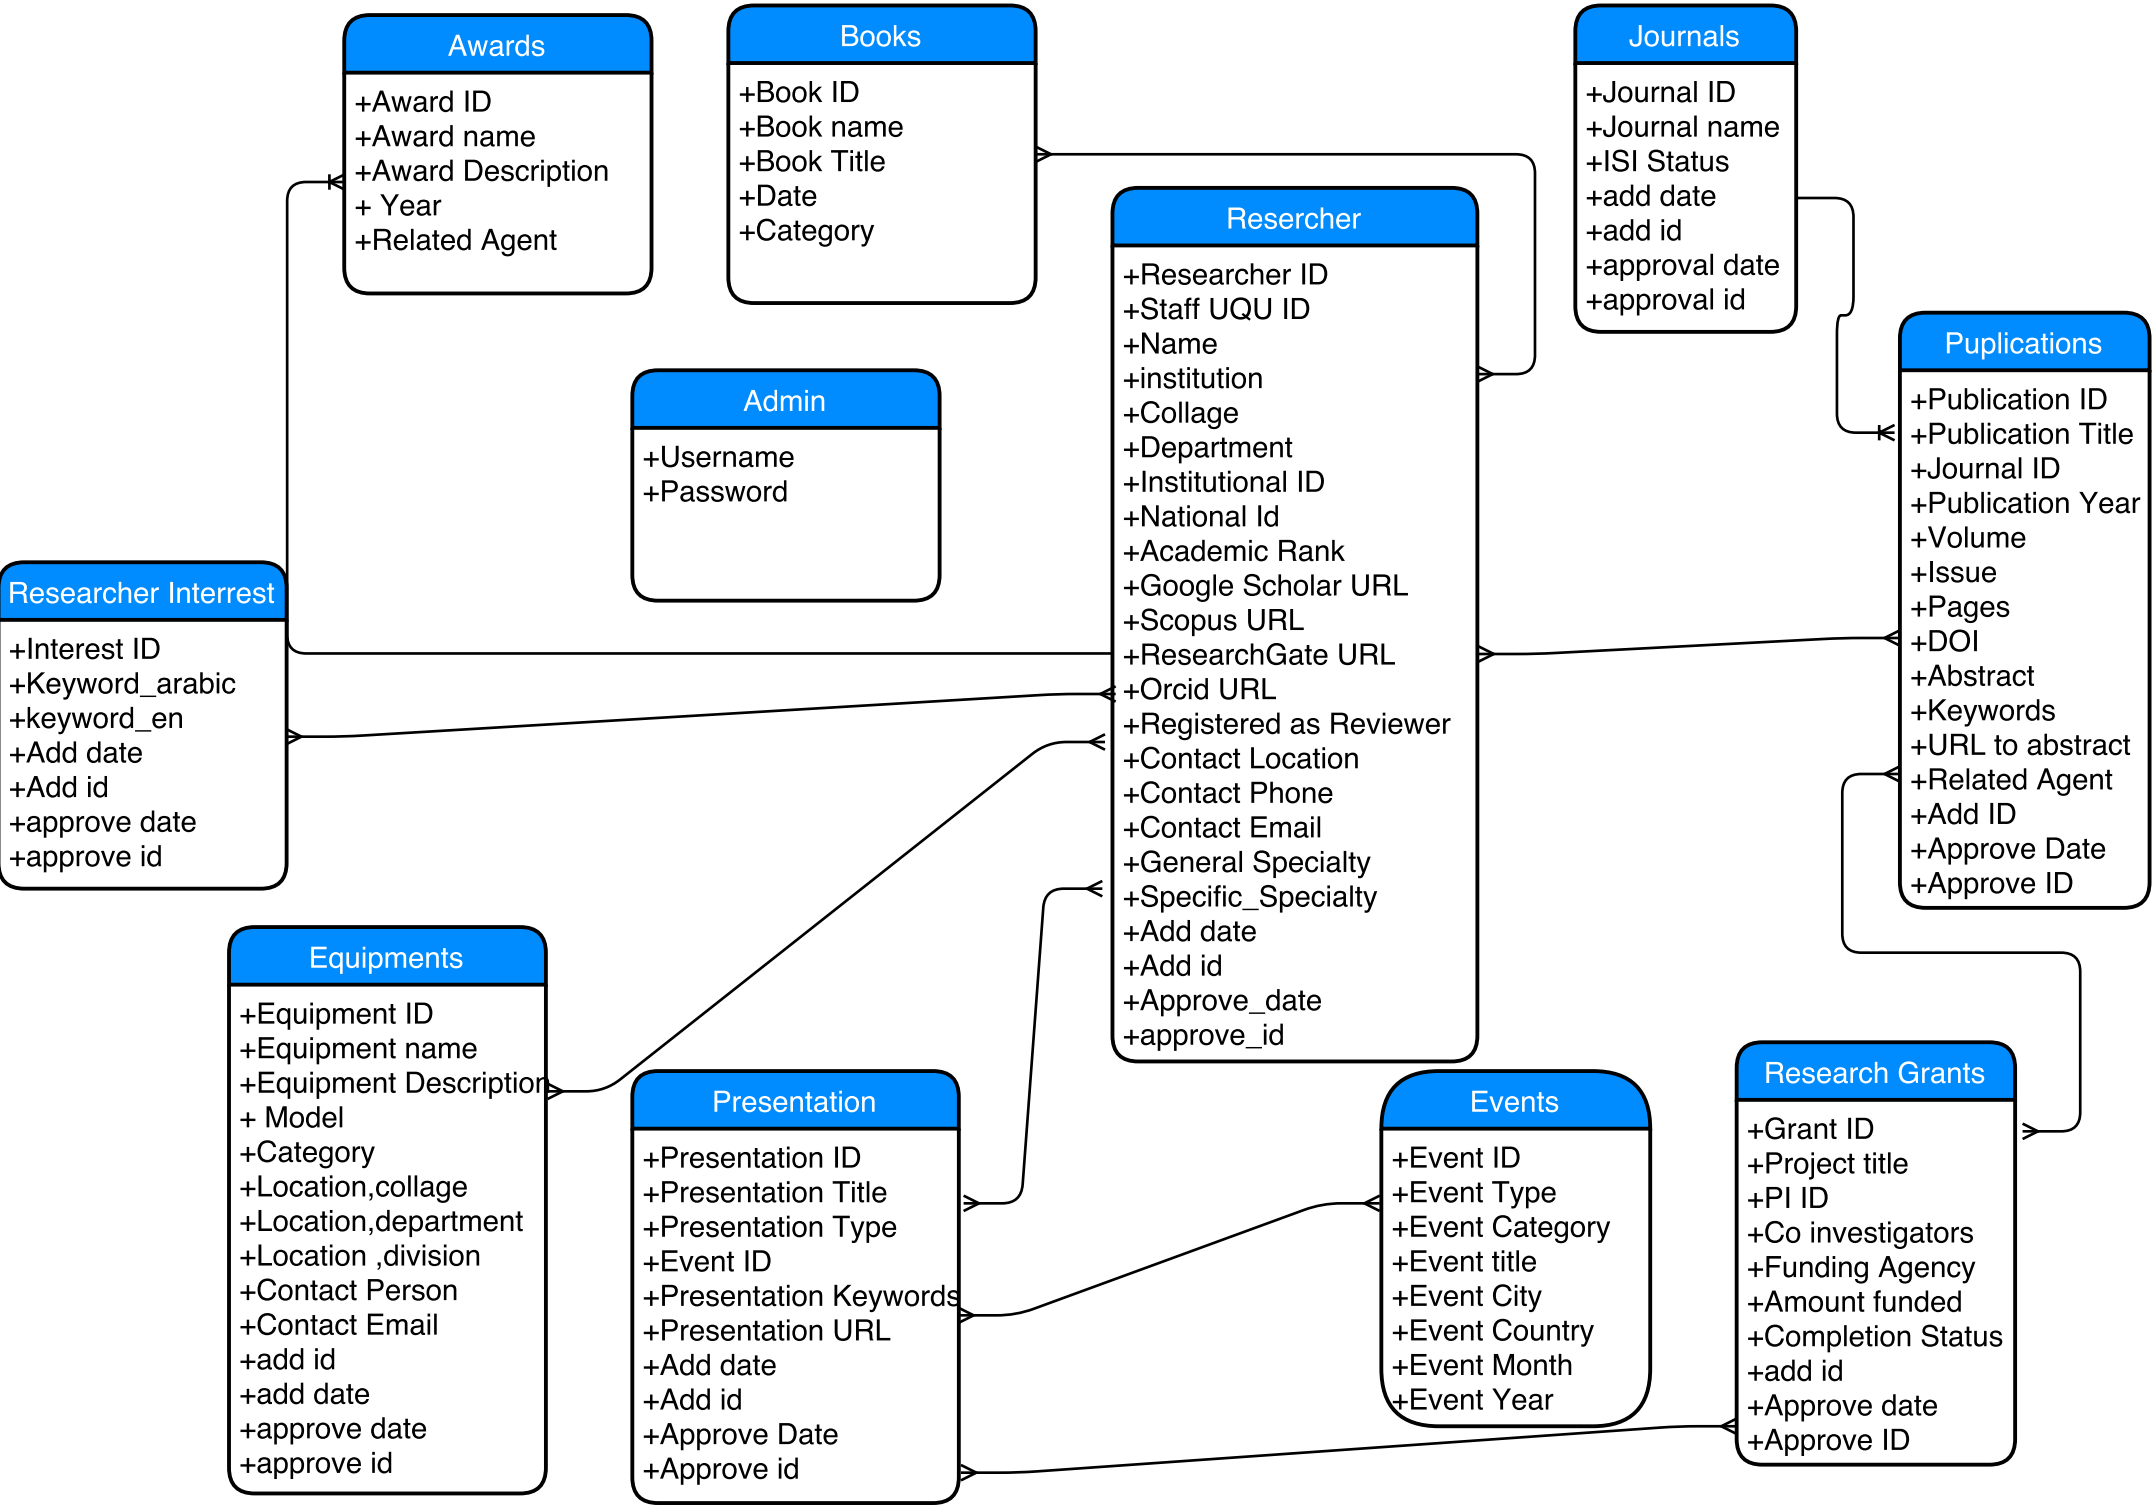 Awards
+Award ID
+Award name
+Award Description
+ Year
+Related Agent
Books
+Book ID
+Book name
+Book Title
+Date
+Category
Journals
+Journal ID
+Journal name
+ISI Status
+add date
+add id
+approval date
+approval id
Resercher
+Researcher ID
+Staff UQU ID
+Name
+institution
+Collage
+Department
+Institutional ID
+National Id
+Academic Rank
+Google Scholar URL
+Scopus URL
+ResearchGate URL
+Orcid URL
+Registered as Reviewer
+Contact Location
+Contact Phone
+Contact Email
+General Specialty
+Specific_Specialty
+Add date
+Add id
+Approve_date
+approve_id
Puplications
+Publication ID
+Publication Title
+Journal ID
+Publication Year
+Volume
+Issue
+Pages
+DOI
+Abstract
+Keywords
+URL to abstract
+Related Agent
+Add ID
+Approve Date
+Approve ID
Admin
+Username
+Password
Researcher Interrest
+Interest ID
+Keyword_arabic
+keyword_en
+Add date
+Add id
+approve date
+approve id
Equipments
+Equipment ID
+Equipment name
+Equipment Description
+ Model
+Category
+Location,collage
+Location,department
+Location ,division
+Contact Person
+Contact Email
+add id
+add date
+approve date
+approve id
Presentation
+Presentation ID
+Presentation Title
+Presentation Type
+Event ID
+Presentation Keywords
+Presentation URL
+Add date
+Add id
+Approve Date
+Approve id
Events
+Event ID
+Event Type
+Event Category
+Event title
+Event City
+Event Country
+Event Month
+Event Year
Research Grants
+Grant ID
+Project title
+PI ID
+Co investigators
+Funding Agency
+Amount funded
+Completion Status
+add id
+Approve date
+Approve ID